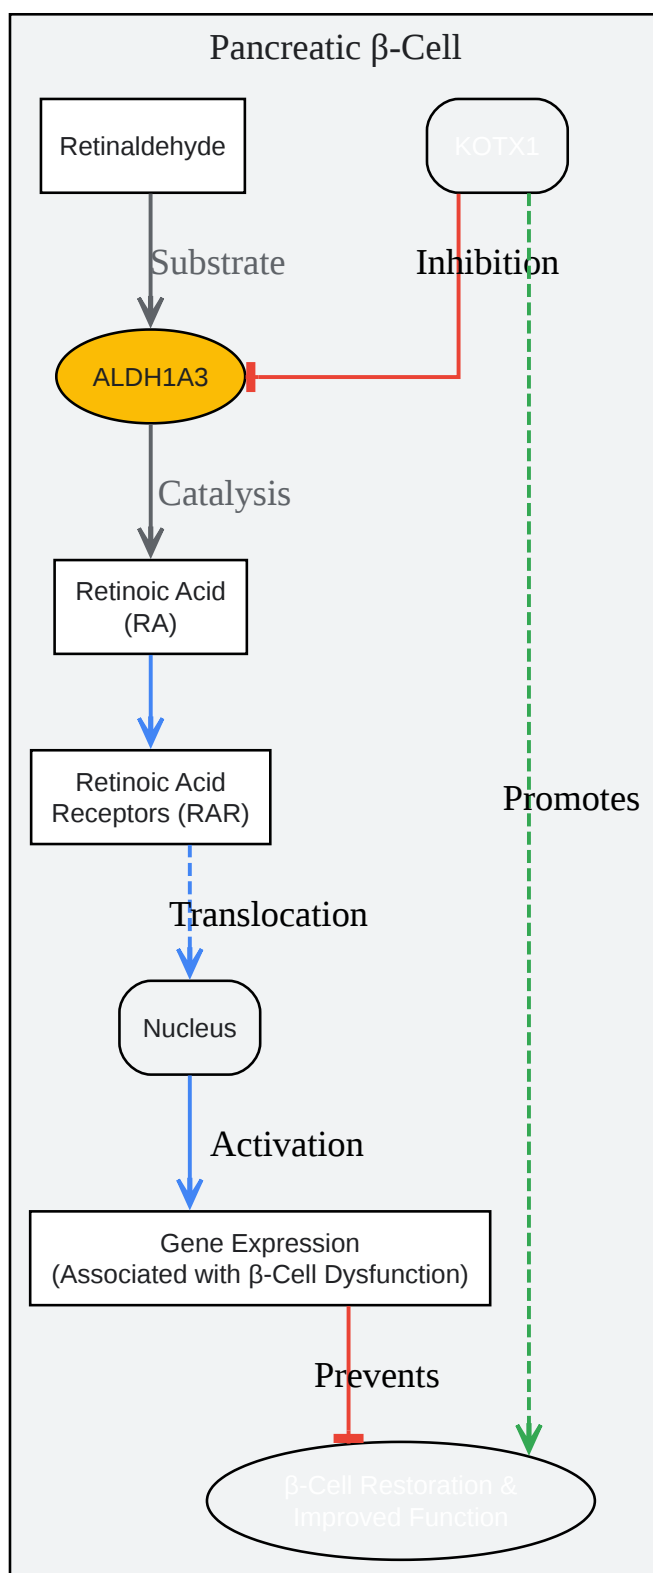 Pancreatic β-Cell
Retinaldehyde
KOTX1
Substrate
Inhibition
ALDH1A3
Catalysis
Retinoic Acid
(RA)
Retinoic Acid
Receptors (RAR)
Promotes
Translocation
Nucleus
Activation
Gene Expression
(Associated with β-Cell Dysfunction)
Prevents
β-Cell Restoration &
Improved Function